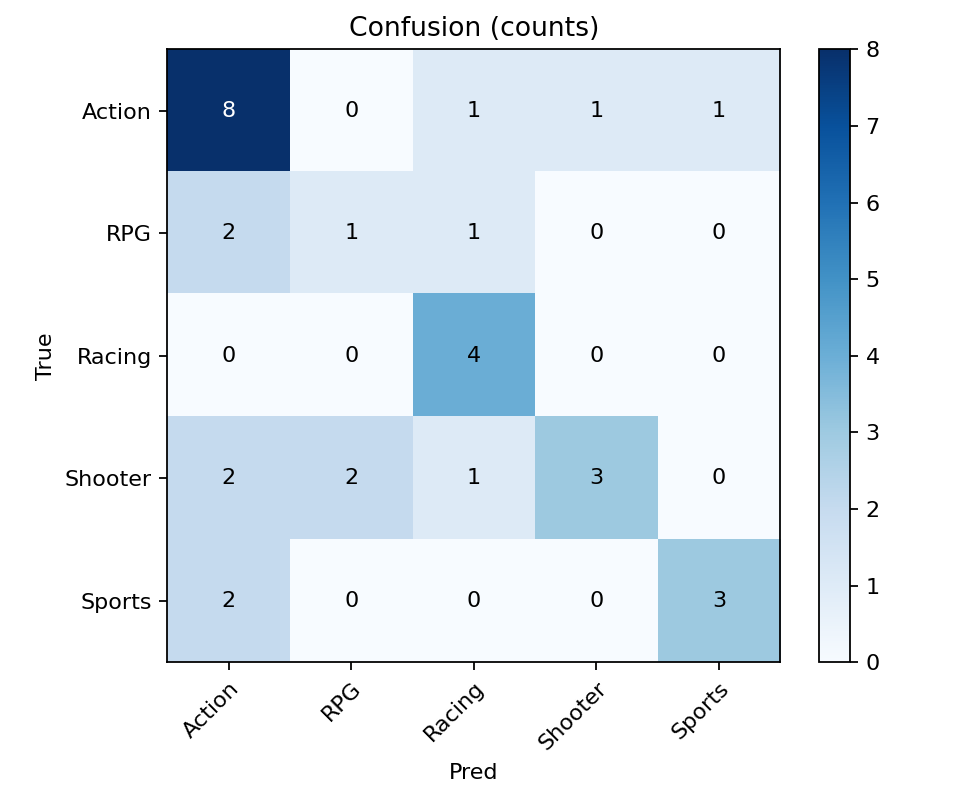 Confusion (counts)
Action 8 0 1 1 1
RPG 2 1 1 0 0
Racing 0 0 4 0 0
Shooter 2 2 1 3 0
Sports 2 0 0 0 3
Action RPG Racing Shooter Sports
Pred
True
8
7
6
5
4
3
2
1
0